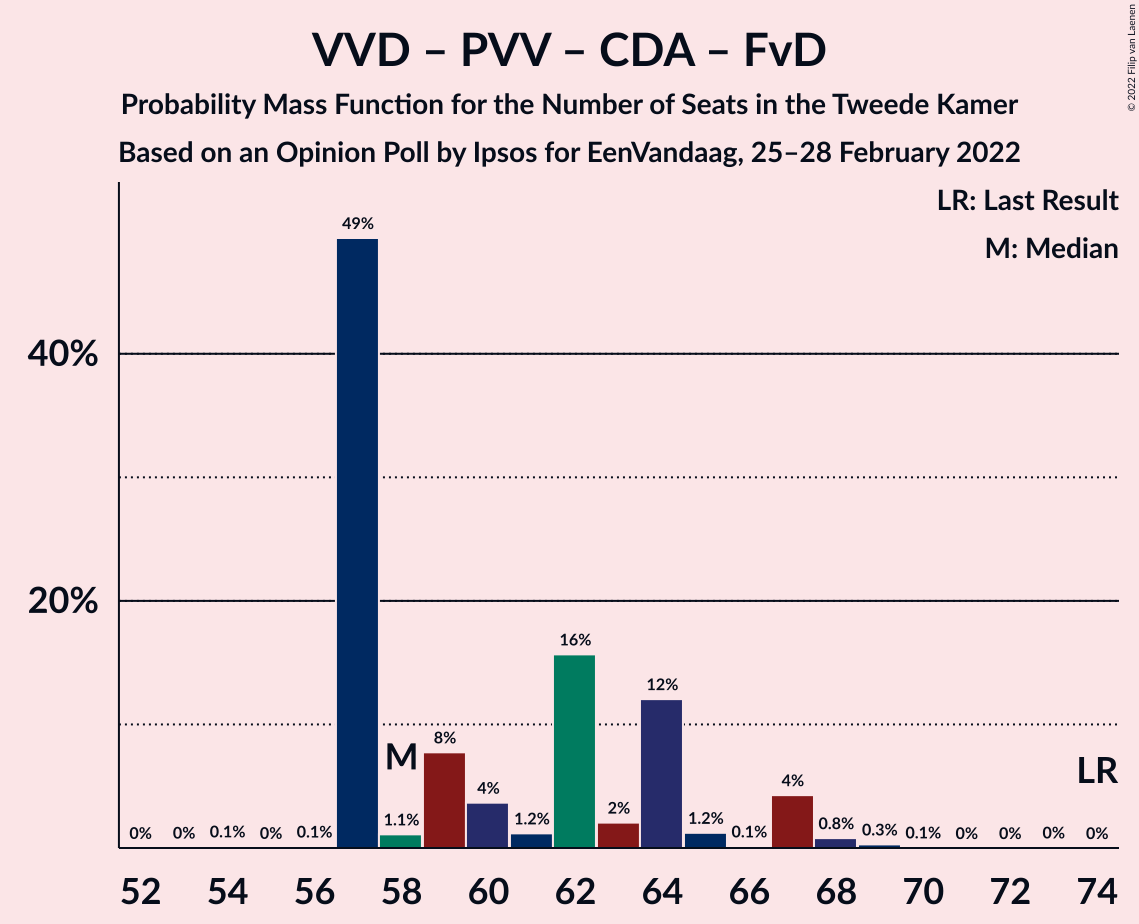 VVD – PVV – CDA – FvD
Probability Mass Function for the Number of Seats in the Tweede Kamer
Based on an Opinion Poll by Ipsos for EenVandaag, 25–28 February 2022
© 2022 Filip van Laenen
LR: Last Result
M: Median
40%
20%
0%
0%
0.1%
0%
0.1%
49%
1.1%
8%
4%
1.2%
16%
2%
12%
1.2%
0.1%
4%
0.8%
0.3%
0.1%
0%
0%
0%
0%
M
LR
52 54 56 58 60 62 64 66 68 70 72 74